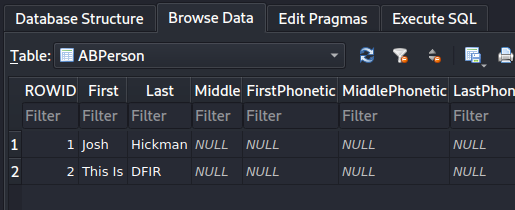 Database Structure Browse Data Edit Pragmas Execute SQL
Table: ABPerson
ROWID First Last Middle FirstPhonetic MiddlePhonetic LastPhon
Filter Filter Filter Filter Filter Filter Filter
1 1 Josh Hickman NULL NULL NULL NULL
2 2 This Is DFIR NULL NULL NULL NULL